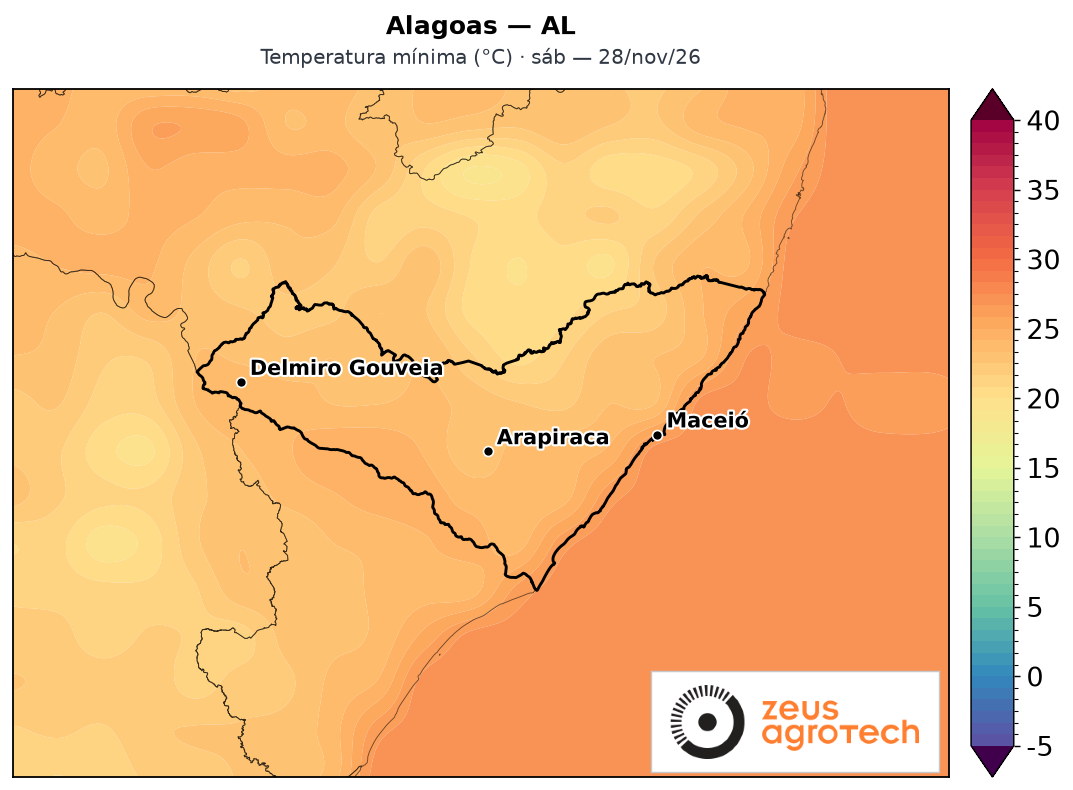 Alagoas — AL
Temperatura mínima (°C) · sáb — 28/nov/26
40
35
30
25
20
15
10
5
0
-5
Delmiro Gouveia
Maceió
Arapiraca
zeus
agrotech